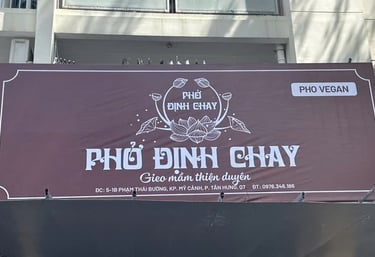 PHỞ
ĐỊNH CHAY
PHO VEGAN
PHỞ ĐỊNH CHAY
Gieo mầm thiện duyên
ĐC: S-1B PHẠM THÁI BƯỜNG, KP. MỸ CẢNH, P. TÂN HƯNG, Q7 ĐT: 0976.346.186